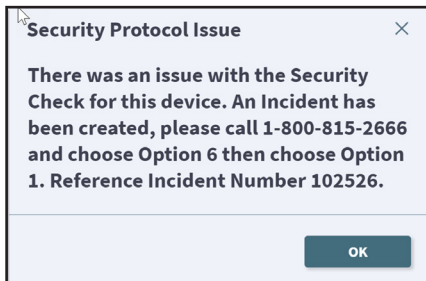 Security Protocol Issue
There was an issue with the Security
Check for this device. An Incident has
been created, please call 1-800-815-2666
and choose Option 6 then choose Option
1. Reference Incident Number 102526.
OK